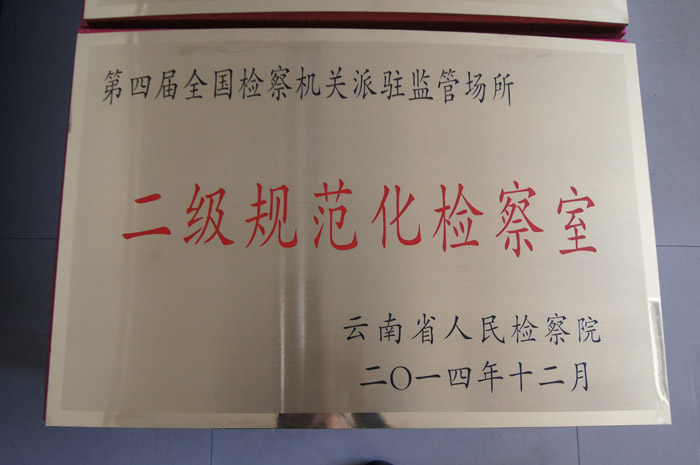 第四届全国检察机关派驻监管场所
二级规范化检察室
云南省人民检察院
二〇一四年十二月